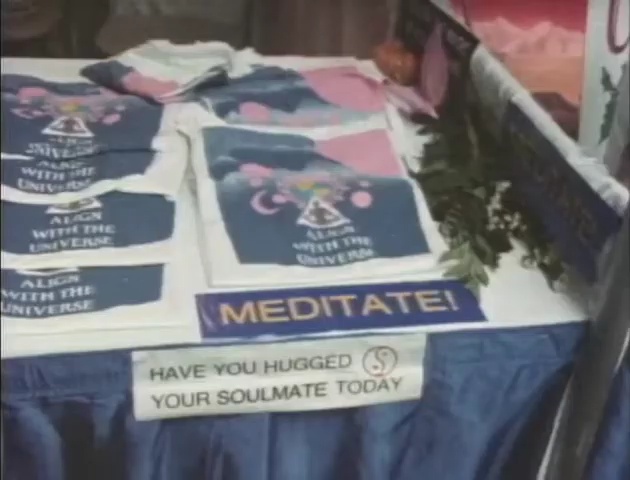 ALIGN
WITH THE
UNIVERSE
ALIGN
WITH THE
UNIVERSE
ALIGN
WITH THE
UNIVERSE
ALIGN
WITH THE
UNIVERSE
MEDITATE!
HAVE YOU HUGGED
YOUR SOULMATE TODAY